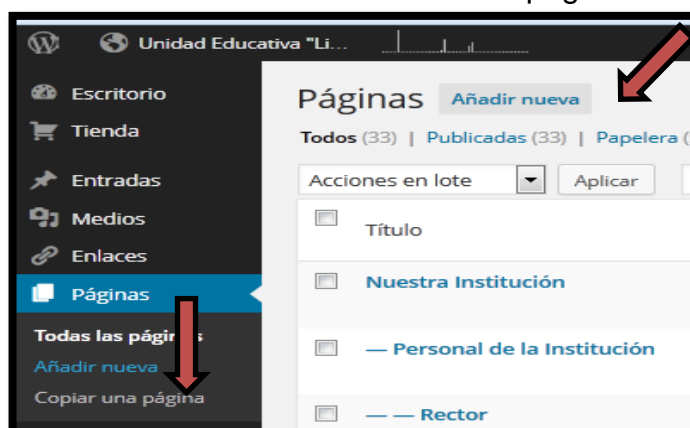 pág
Unidad Educativa "Li...
Escritorio
Tienda
Entradas
Medios
Enlaces
Páginas
Todas las páginas
Añadir nueva
Copiar una página
Páginas Añadir nueva
Todos (33) | Publicadas (33) | Papelera (
Acciones en lote Aplicar
Título
Nuestra Institución
— Personal de la Institución
— — Rector